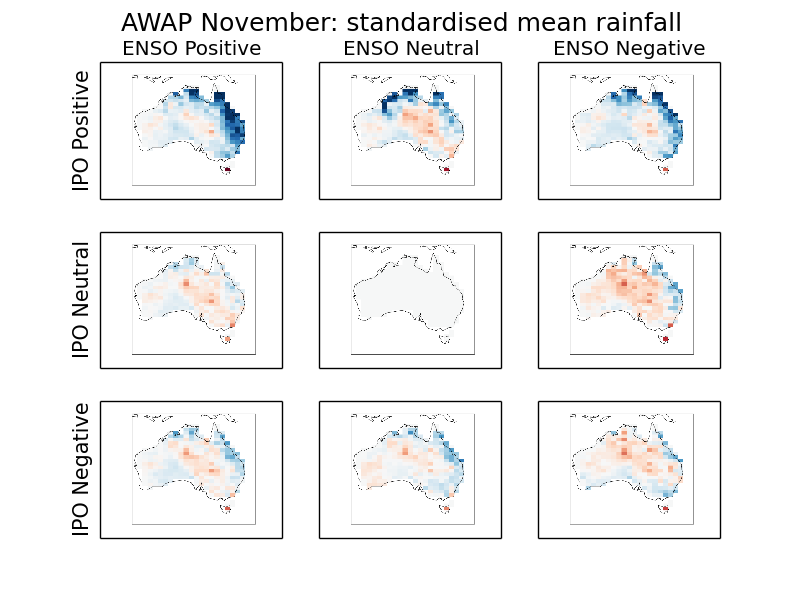 AWAP November: standardised mean rainfall
ENSO Positive
ENSO Neutral
ENSO Negative
IPO Positive
IPO Neutral
IPO Negative